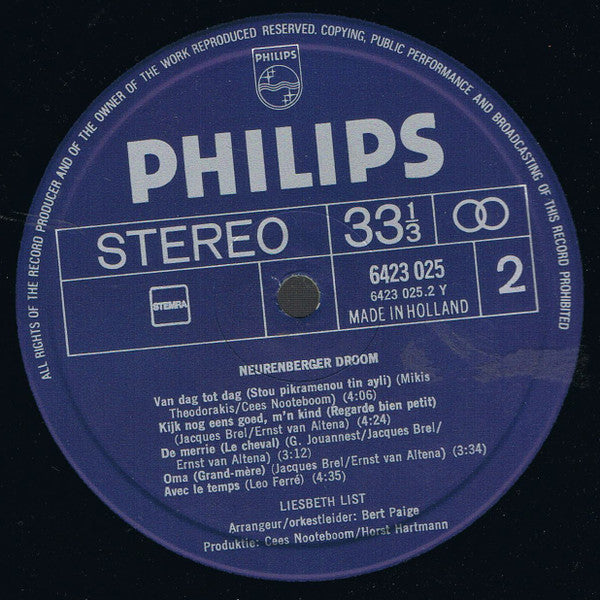 ALL RIGHTS OF THE RECORD PRODUCER AND OF THE OWNER OF THE WORK REPRODUCED RESERVED. COPYING, PUBLIC PERFORMANCE AND BROADCASTING OF THIS RECORD PROHIBITED
PHILIPS
PHILIPS
STEREO
33 1/3
STEMRA
6423 025
6423 025.2 Y
MADE IN HOLLAND
2
NEURENBERGER DROOM
Van dag tot dag (Stou pikramenou tin ayli) (Mikis
Theodorakis/Cees Nooteboom) (4:06)
Kijk nog eens goed, m'n kind (Regarde bien petit)
(Jacques Brel/Ernst van Altena) (4:24)
De merrie (Le cheval) (G. Jouannest/Jacques Brel/
Ernst van Altena) (3:12)
Oma (Grand-mère) (Jacques Brel/Ernst van Altena) (3:34)
Avec le temps (Leo Ferré) (4:35)
LIESBETH LIST
Arrangeur/orkestleider: Bert Paige
Produktie: Cees Nooteboom/Horst Hartmann